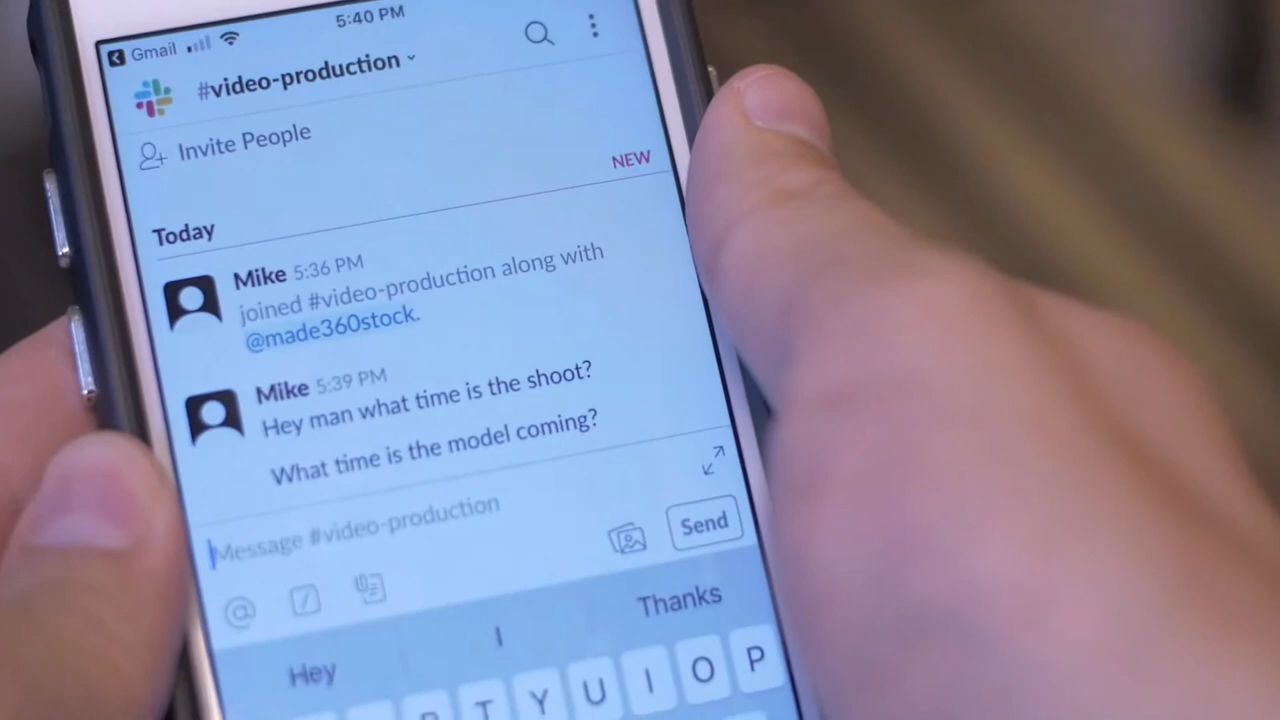 5:40 PM
Gmail
#video-production
Invite People
NEW
Today
Mike 5:36 PM
joined #video-production along with
@made360stock.
Mike 5:39 PM
Hey man what time is the shoot?
What time is the model coming?
Message #video-production
Send
Hey I Thanks
R T Y U I O P